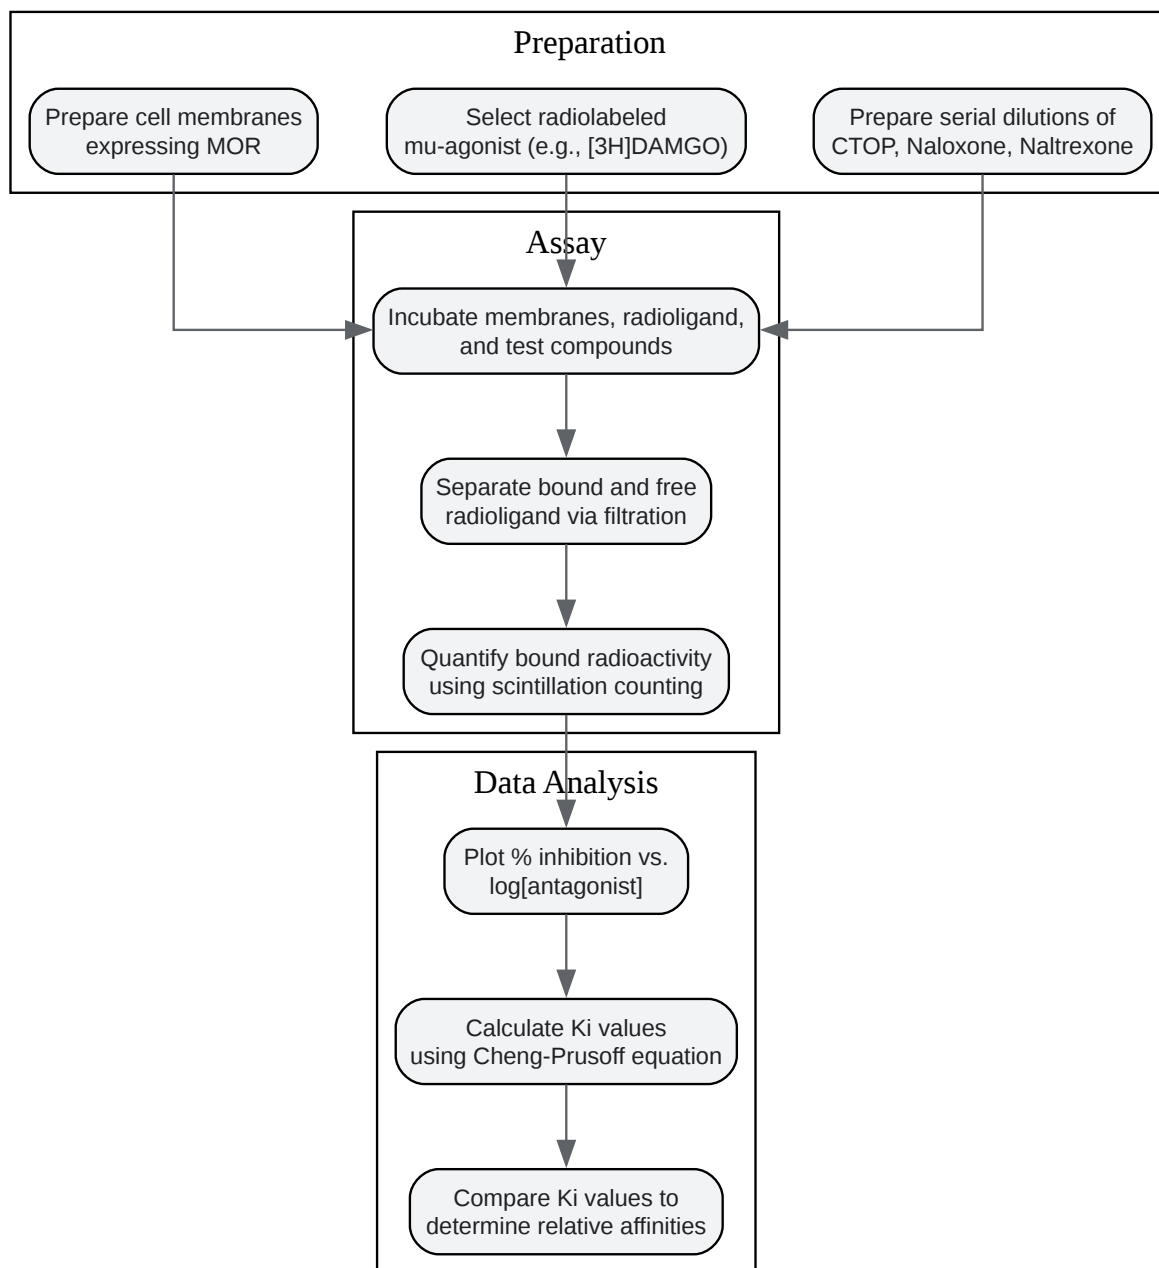 Preparation
Prepare cell membranes
expressing MOR
Select radiolabeled
mu-agonist (e.g., [3H]DAMGO)
Prepare serial dilutions of
CTOP, Naloxone, Naltrexone
Assay
Incubate membranes, radioligand,
and test compounds
Separate bound and free
radioligand via filtration
Quantify bound radioactivity
using scintillation counting
Data Analysis
Plot % inhibition vs.
log[antagonist]
Calculate Ki values
using Cheng-Prusoff equation
Compare Ki values to
determine relative affinities